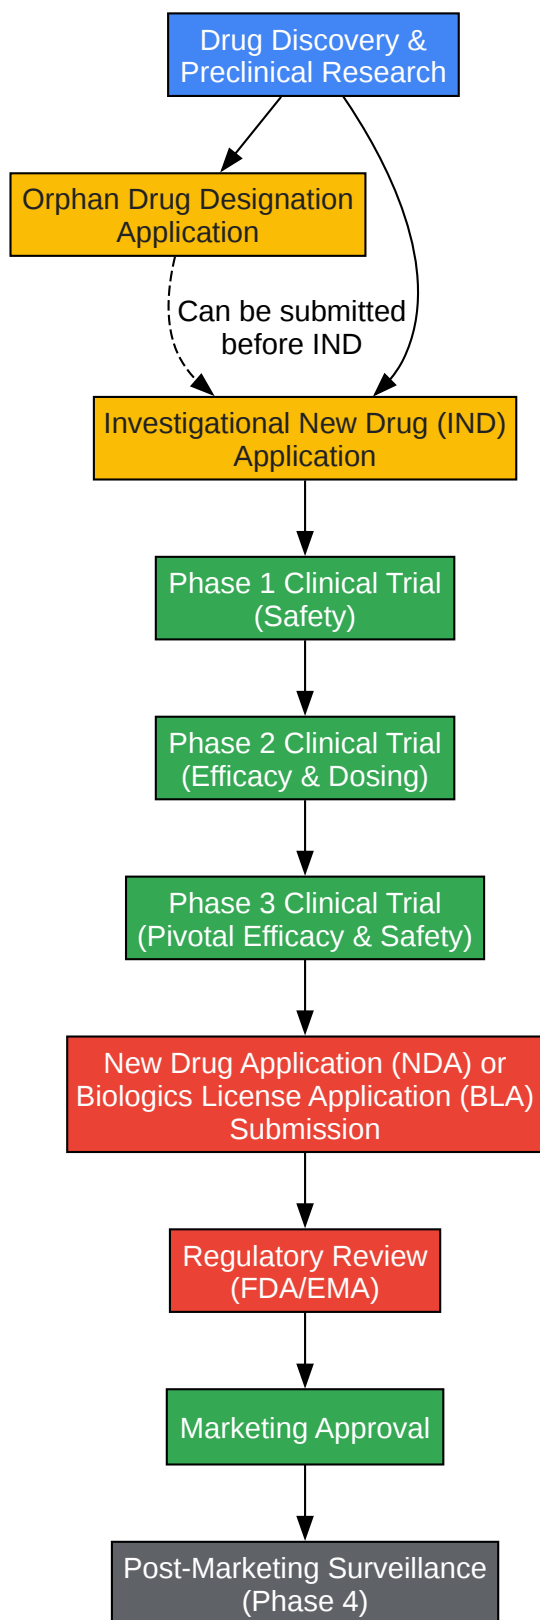 Drug Discovery &
Preclinical Research
Orphan Drug Designation
Application
Can be submitted
before IND
Investigational New Drug (IND)
Application
Phase 1 Clinical Trial
(Safety)
Phase 2 Clinical Trial
(Efficacy & Dosing)
Phase 3 Clinical Trial
(Pivotal Efficacy & Safety)
New Drug Application (NDA) or
Biologics License Application (BLA)
Submission
Regulatory Review
(FDA/EMA)
Marketing Approval
Post-Marketing Surveillance
(Phase 4)